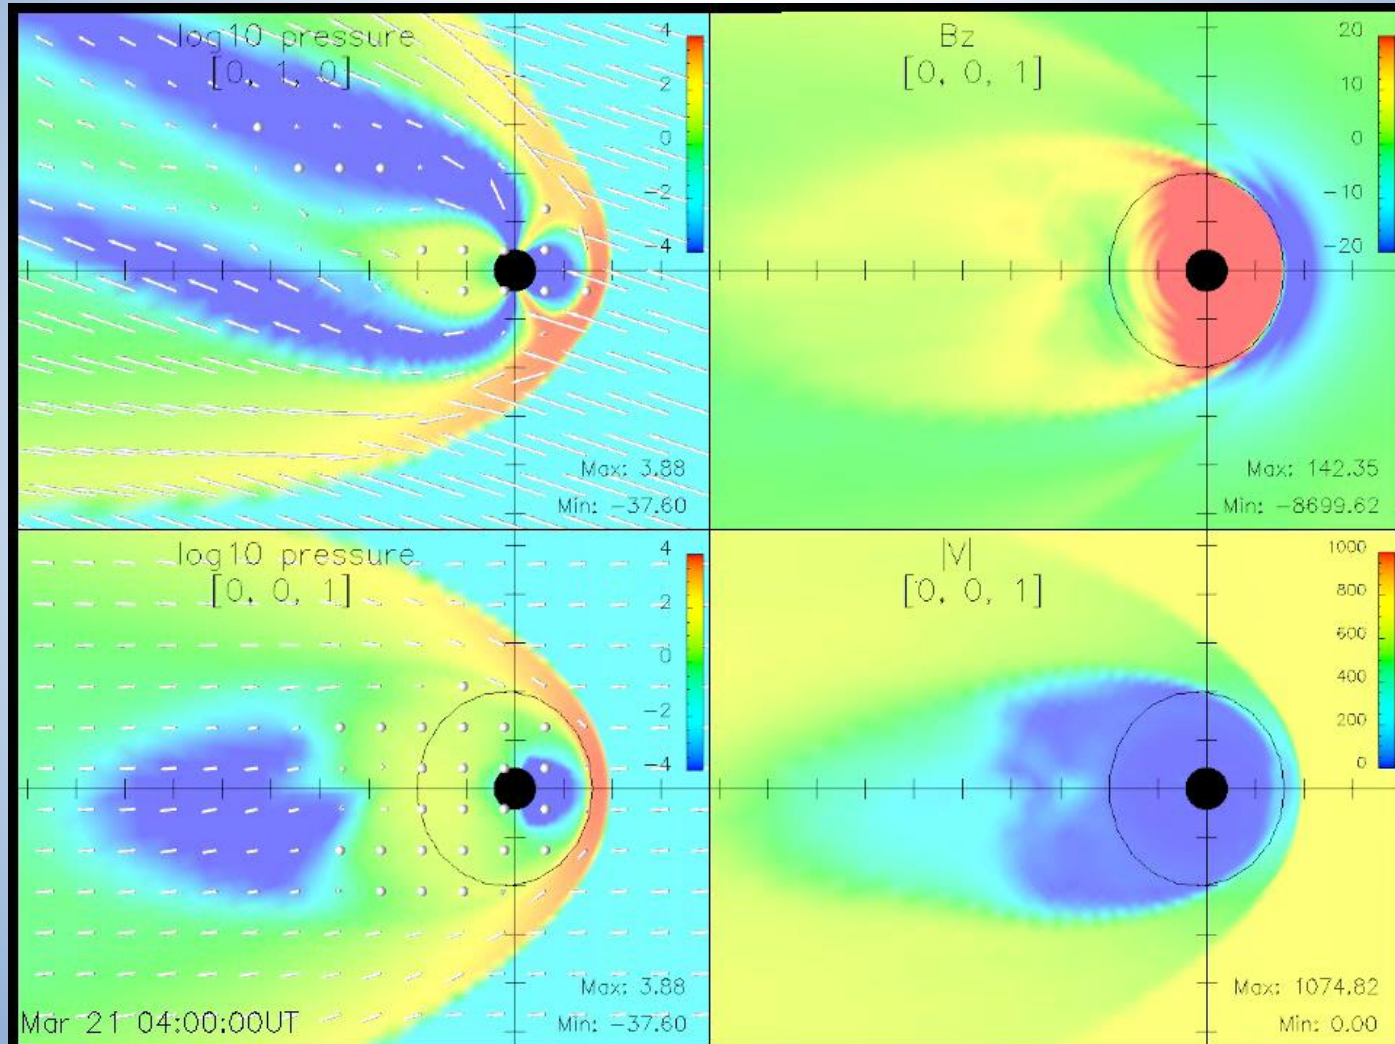 log10 pressure
[0, 1, 0]
4
2
0
−2
−4
Max: 3.88
Min: −37.60
Bz
[0, 0, 1]
20
10
0
−10
−20
Max: 142.35
Min: −8699.62
log10 pressure
[0, 0, 1]
4
2
0
−2
−4
Max: 3.88
Min: −37.60
Mar 21 04:00:00UT
|V|
[0, 0, 1]
1000
800
600
400
200
0
Max: 1074.82
Min: 0.00